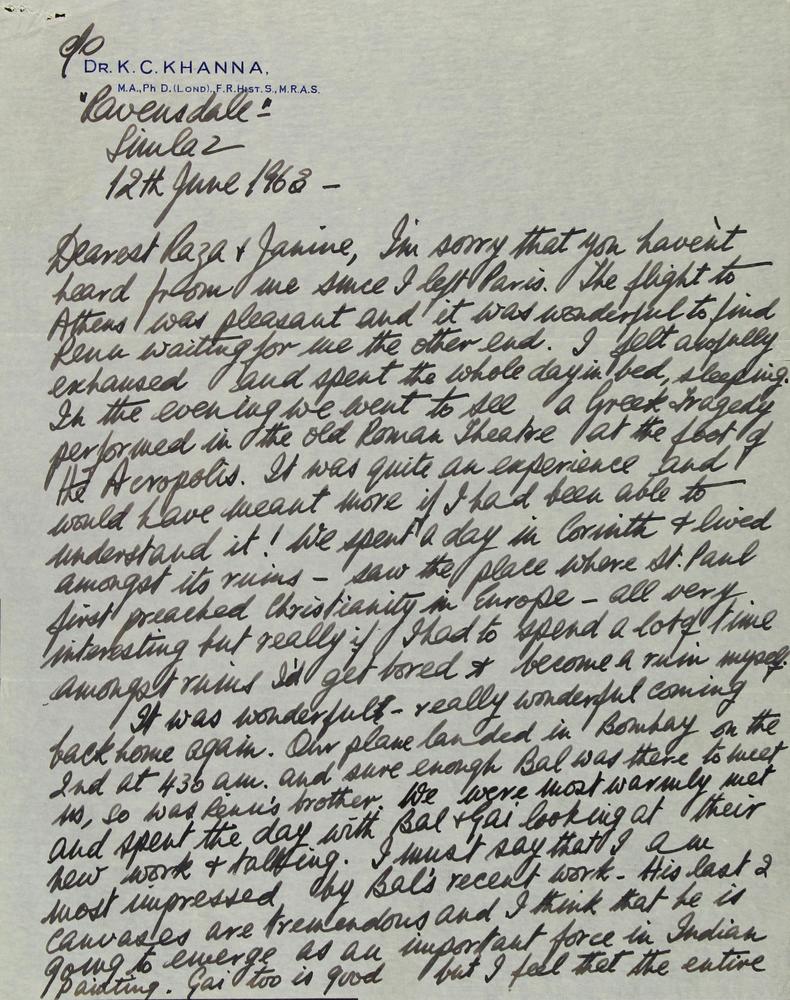 c/o
DR. K. C. KHANNA,
M.A., Ph D. (LOND), F.R. HIST. S., M.R.A.S.
"Ravensdale" -
Simla 2
12th June 1963 -
Dearest Raza & Janine, I'm sorry that you haven't
heard from me since I left Paris. The flight to
Athens was pleasant and it was wonderful to find
Renu waiting for me the other end. I felt awfully
exhaused and spent the whole day in bed, sleeping.
In the evening we went to see a Greek Tragedy
performed in the old Roman Theatre at the foot of
the Acropolis. It was quite an experience and
would have meant more if I had been able to
understand it! We spent a day in Corinth & lived
amongst its ruins - saw the place where St. Paul
first preached Christianity in Europe - all very
interesting but really if I had to spend a lot of time
amongst ruins I'd get bored & become a ruin myself.
It was wonderful - really wonderful coming
back home again. Our plane landed in Bombay on the
2nd at 430 a.m. and sure enough Bal was there to meet
us, so was Renu's brother. We were most warmly met
and spent the day with Bal & Gai looking at their
new work & talking. I must say that I am
most impressed by Bal's recent work - His last 2
canvases are tremendous and I think that he is
going to emerge as an important force in Indian
painting. Gai too is good but I feel that the entire